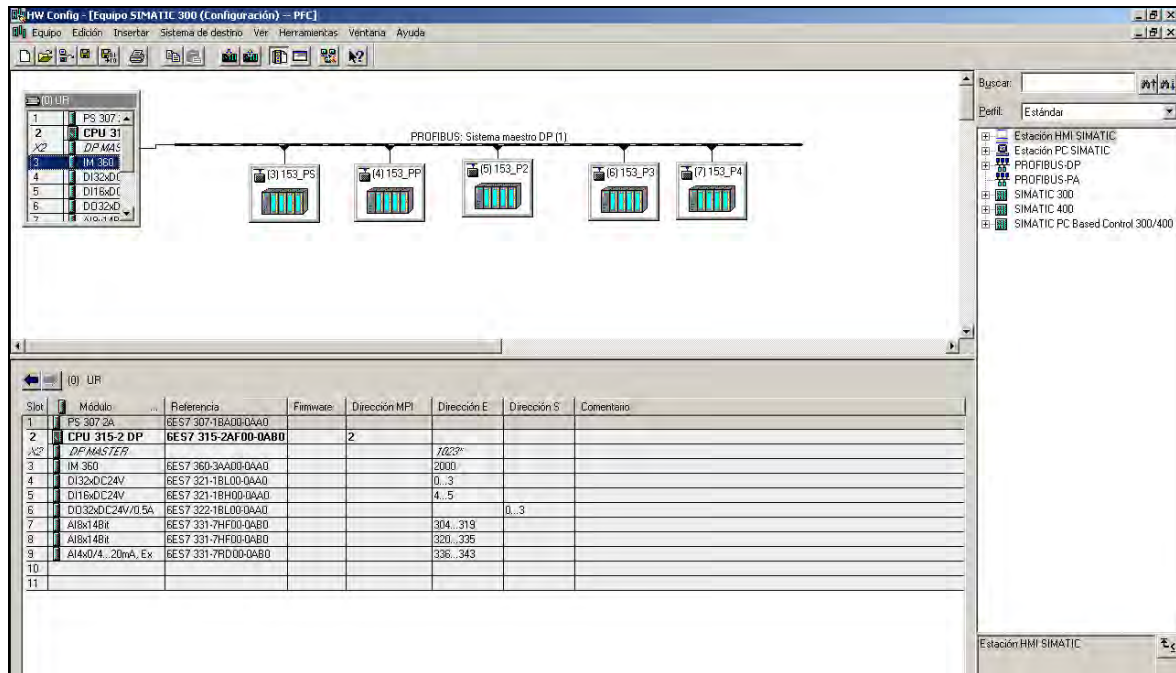 HW Config - [Equipo SIMATIC 300 (Configuración) -- PFC]
Equipo Edición Insertar Sistema de destino Ver Herramientas Ventana Ayuda
(0) UR
1 PS 307
2 CPU 31
X2 DP MAS
3 IM 360
4 DI32xDC
5 DI16xDC
6 DO32xD
7
PROFIBUS: Sistema maestro DP (1)
(3) 153_PS
(4) 153_PP
(5) 153_P2
(6) 153_P3
(7) 153_P4
Buscar:
Perfil: Estándar
Estación HMI SIMATIC
Estación PC SIMATIC
PROFIBUS-DP
PROFIBUS-PA
SIMATIC 300
SIMATIC 400
SIMATIC PC Based Control 300/400
(0) UR
Slot Módulo ... Referencia Firmware Dirección MPI Dirección E Dirección S Comentario
1 PS 307 2A 6ES7 307-1BA00-0AA0
2 CPU 315-2 DP 6ES7 315-2AF00-0AB0 2
X2 DP MASTER 1023*
3 IM 360 6ES7 360-3AA00-0AA0 2000
4 DI32xDC24V 6ES7 321-1BL00-0AA0 0...3
5 DI16xDC24V 6ES7 321-1BH00-0AA0 4...5
6 DO32xDC24V/0.5A 6ES7 322-1BL00-0AA0 0...3
7 AI8x14Bit 6ES7 331-7HF00-0AB0 304...319
8 AI8x14Bit 6ES7 331-7HF00-0AB0 320...335
9 AI4x0/4...20mA, Ex 6ES7 331-7RD00-0AB0 336...343
10
11
Estación HMI SIMATIC